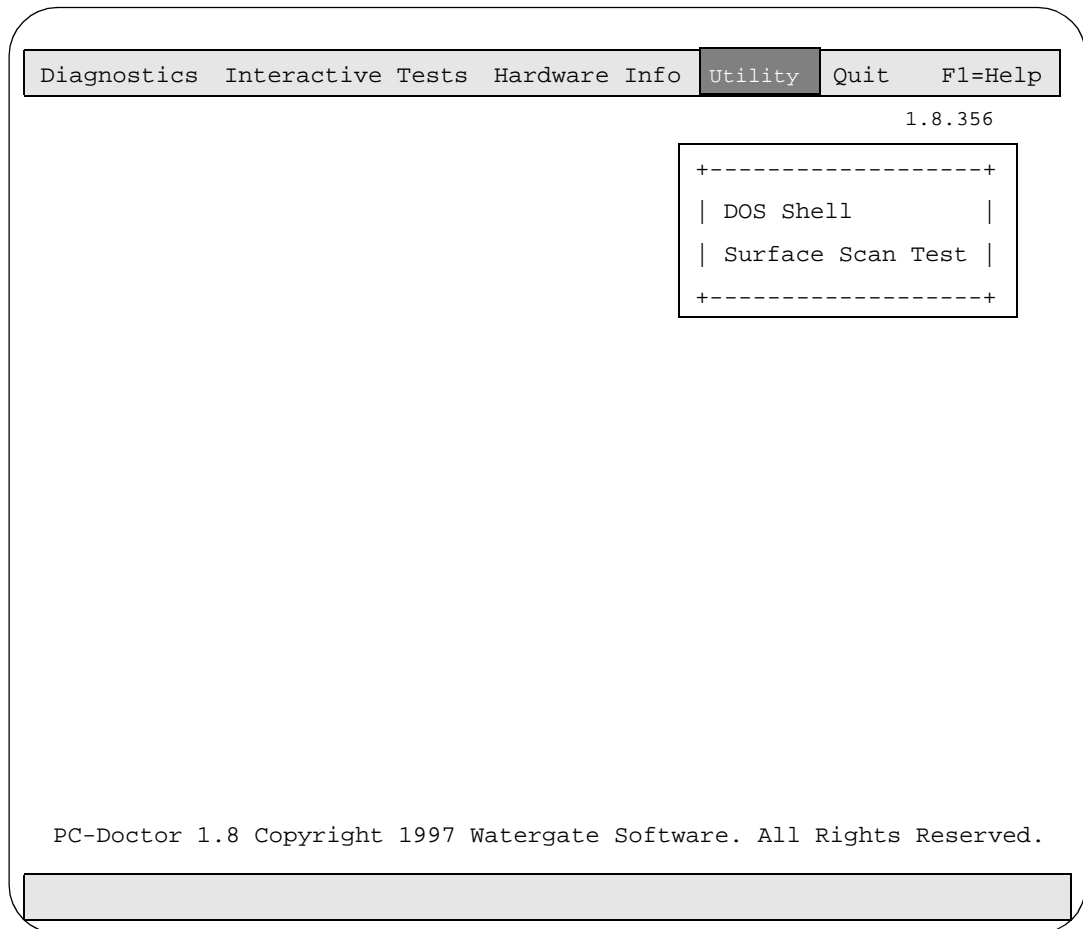 Diagnostics Interactive Tests Hardware Info Utility Quit F1=Help
1.8.356
+-------------------+
| DOS Shell |
| Surface Scan Test |
+-------------------+
PC-Doctor 1.8 Copyright 1997 Watergate Software. All Rights Reserved.